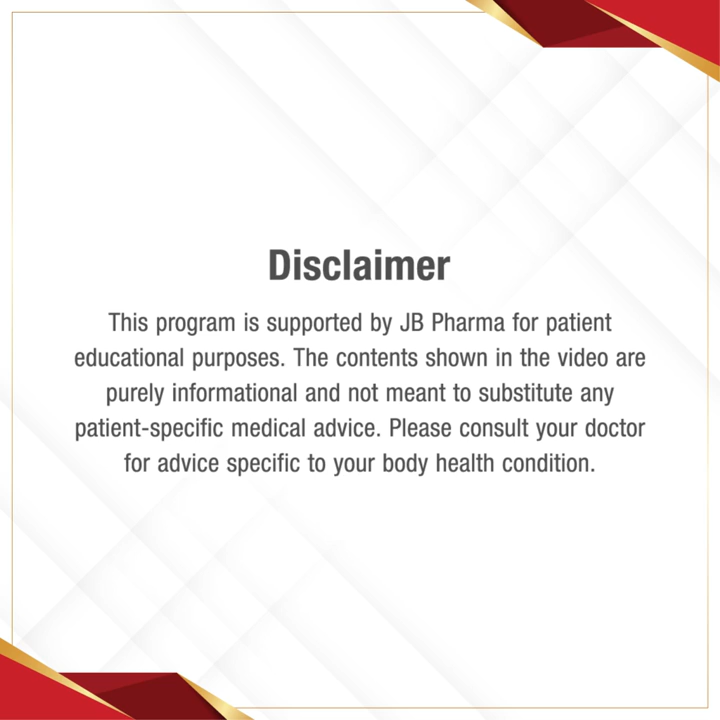 Disclaimer
This program is supported by JB Pharma for patient
educational purposes. The contents shown in the video are
purely informational and not meant to substitute any
patient-specific medical advice. Please consult your doctor
for advice specific to your body health condition.